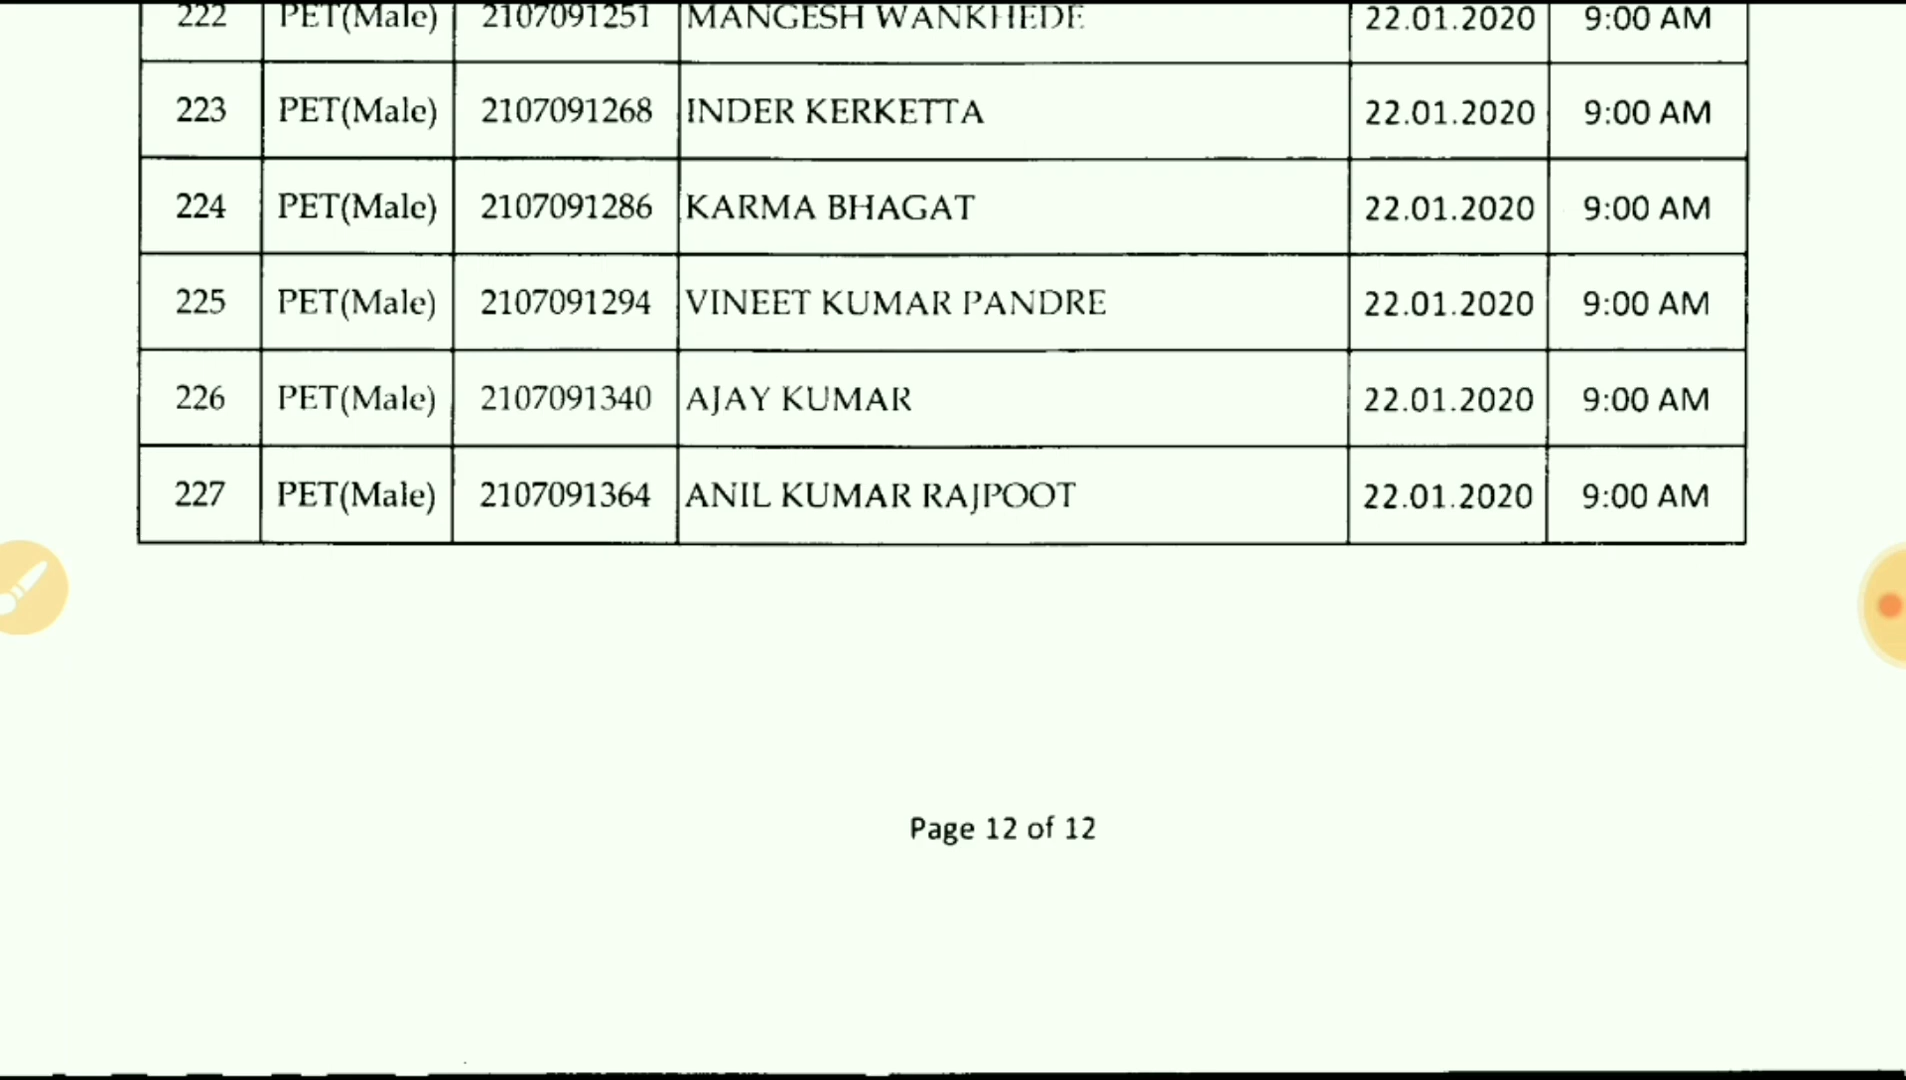 222 PET(Male) 2107091251 MANGESH WANKHEDE 22.01.2020 9:00 AM
223 PET(Male) 2107091268 INDER KERKETTA 22.01.2020 9:00 AM
224 PET(Male) 2107091286 KARMA BHAGAT 22.01.2020 9:00 AM
225 PET(Male) 2107091294 VINEET KUMAR PANDRE 22.01.2020 9:00 AM
226 PET(Male) 2107091340 AJAY KUMAR 22.01.2020 9:00 AM
227 PET(Male) 2107091364 ANIL KUMAR RAJPOOT 22.01.2020 9:00 AM
Page 12 of 12